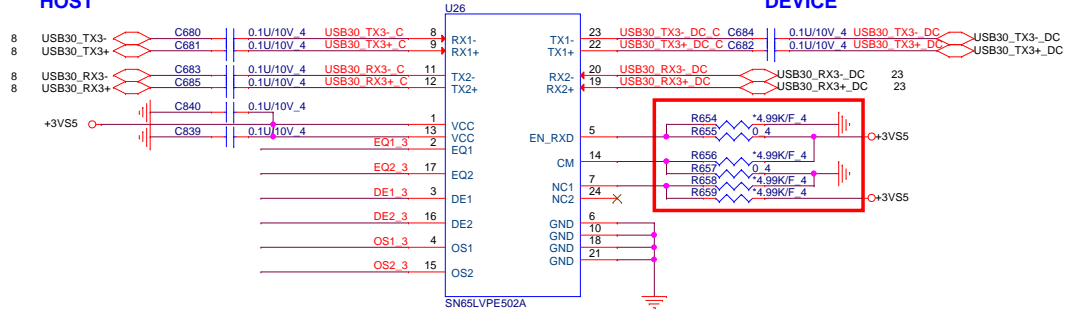 HOST
DEVICE
U26
8 USB30_TX3- C680 0.1U/10V_4 USB30_TX3-_C 8 RX1- TX1- 23 USB30_TX3-_DC_C C684 0.1U/10V_4 USB30_TX3-_DC USB30_TX3-_DC
8 USB30_TX3+ C681 0.1U/10V_4 USB30_TX3+_C 9 RX1+ TX1+ 22 USB30_TX3+_DC_C C682 0.1U/10V_4 USB30_TX3+_DC USB30_TX3+_DC
8 USB30_RX3- C683 0.1U/10V_4 USB30_RX3-_C 11 TX2- RX2- 20 USB30_RX3-_DC USB30_RX3-_DC 23
8 USB30_RX3+ C685 0.1U/10V_4 USB30_RX3+_C 12 TX2+ RX2+ 19 USB30_RX3+_DC USB30_RX3+_DC 23
C840 0.1U/10V_4
+3VS5 1 VCC
C839 0.1U/10V_4 13 VCC
EQ1_3 2 EQ1
EQ2_3 17 EQ2
DE1_3 3 DE1
DE2_3 16 DE2
OS1_3 4 OS1
OS2_3 15 OS2
EN_RXD 5
CM 14
NC1 7
NC2 24
GND 6
GND 10
GND 18
GND 21
R654 *4.99K/F_4
R655 0_4 +3VS5
R656 *4.99K/F_4
R657 0_4
R658 *4.99K/F_4
R659 *4.99K/F_4 +3VS5
SN65LVPE502A